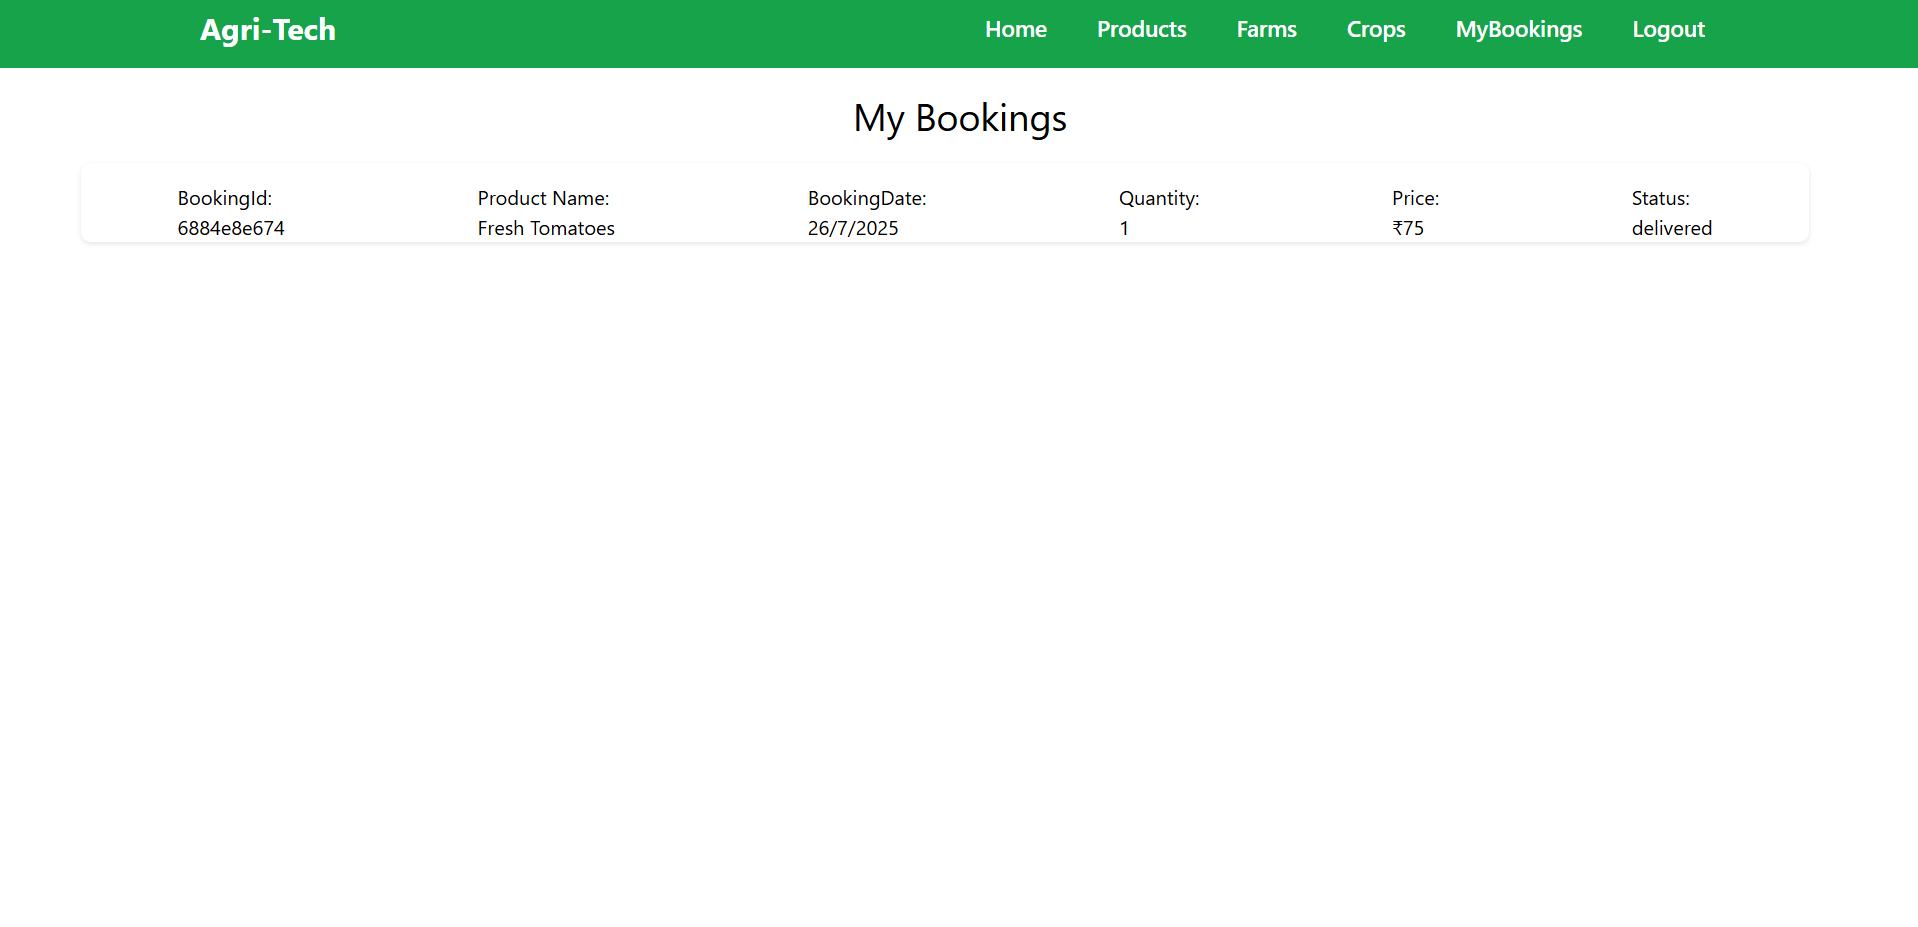 Agri-Tech Home Products Farms Crops MyBookings Logout
My Bookings
BookingId: Product Name: BookingDate: Quantity: Price: Status:
6884e8e674 Fresh Tomatoes 26/7/2025 1 ₹75 delivered